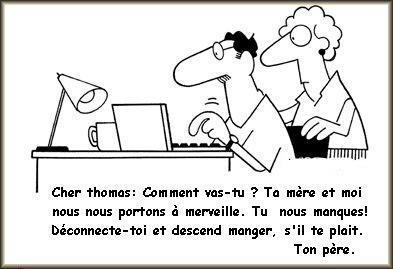 Cher thomas: Comment vas-tu ? Ta mère et moi
nous nous portons à merveille. Tu nous manques!
Déconnecte-toi et descend manger, s'il te plait.
Ton père.